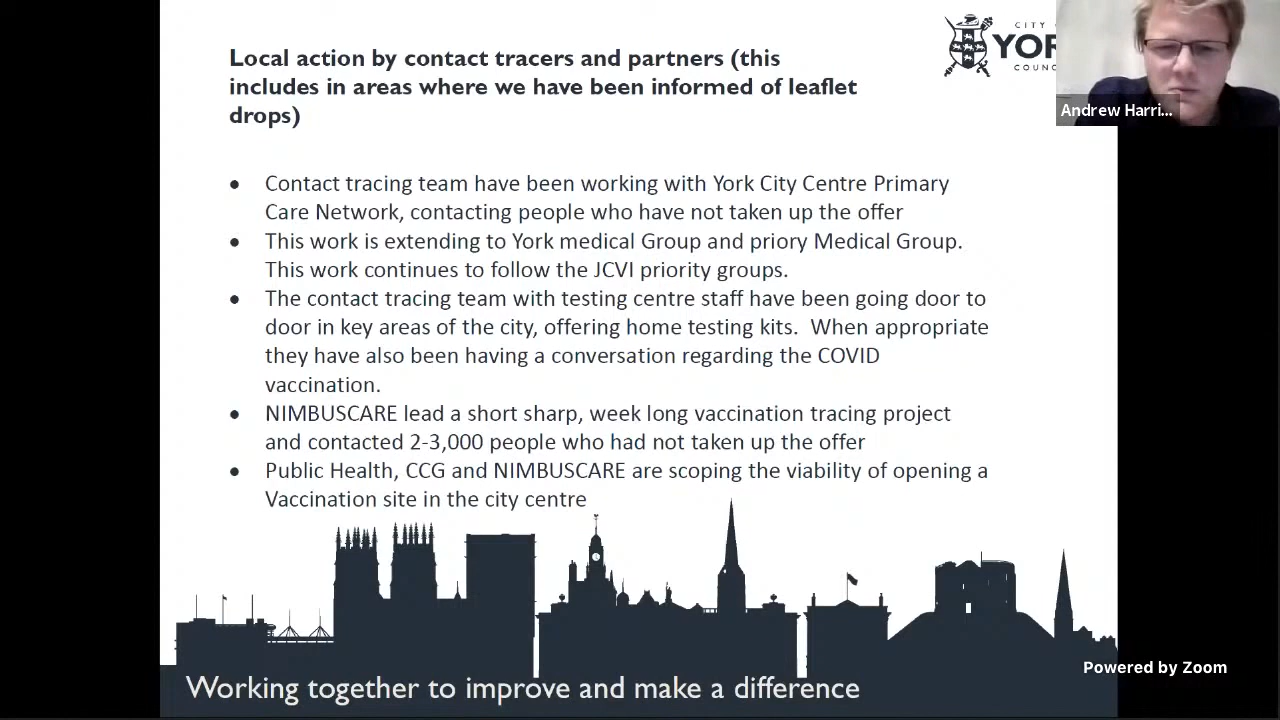 Local action by contact tracers and partners (this
includes in areas where we have been informed of leaflet
drops)
CITY
YOR
COUNC
Andrew Harri...
• Contact tracing team have been working with York City Centre Primary
Care Network, contacting people who have not taken up the offer
• This work is extending to York medical Group and priory Medical Group.
This work continues to follow the JCVI priority groups.
• The contact tracing team with testing centre staff have been going door to
door in key areas of the city, offering home testing kits.  When appropriate
they have also been having a conversation regarding the COVID
vaccination.
• NIMBUSCARE lead a short sharp, week long vaccination tracing project
and contacted 2-3,000 people who had not taken up the offer
• Public Health, CCG and NIMBUSCARE are scoping the viability of opening a
Vaccination site in the city centre
Working together to improve and make a difference
Powered by Zoom